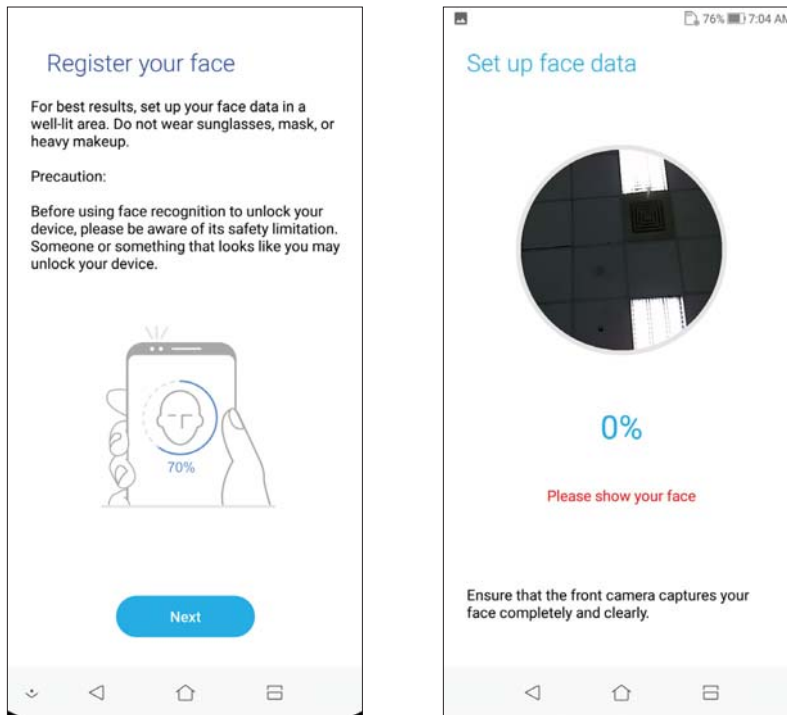 Register your face
For best results, set up your face data in a
well-lit area. Do not wear sunglasses, mask, or
heavy makeup.
Precaution:
Before using face recognition to unlock your
device, please be aware of its safety limitation.
Someone or something that looks like you may
unlock your device.
70%
Next
76% 7:04 AM
Set up face data
0%
Please show your face
Ensure that the front camera captures your
face completely and clearly.